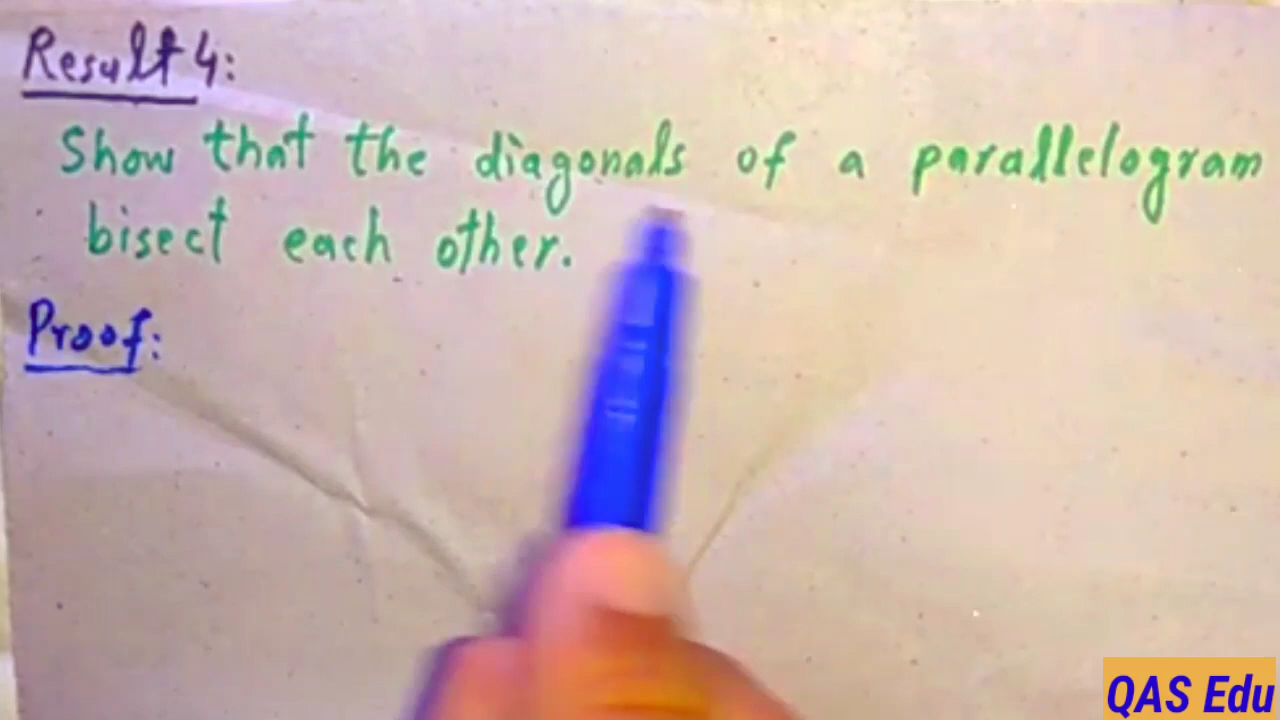 Result 4:
Show that the diagonals of a parallelogram
bisect each other.
Proof:
QAS Edu